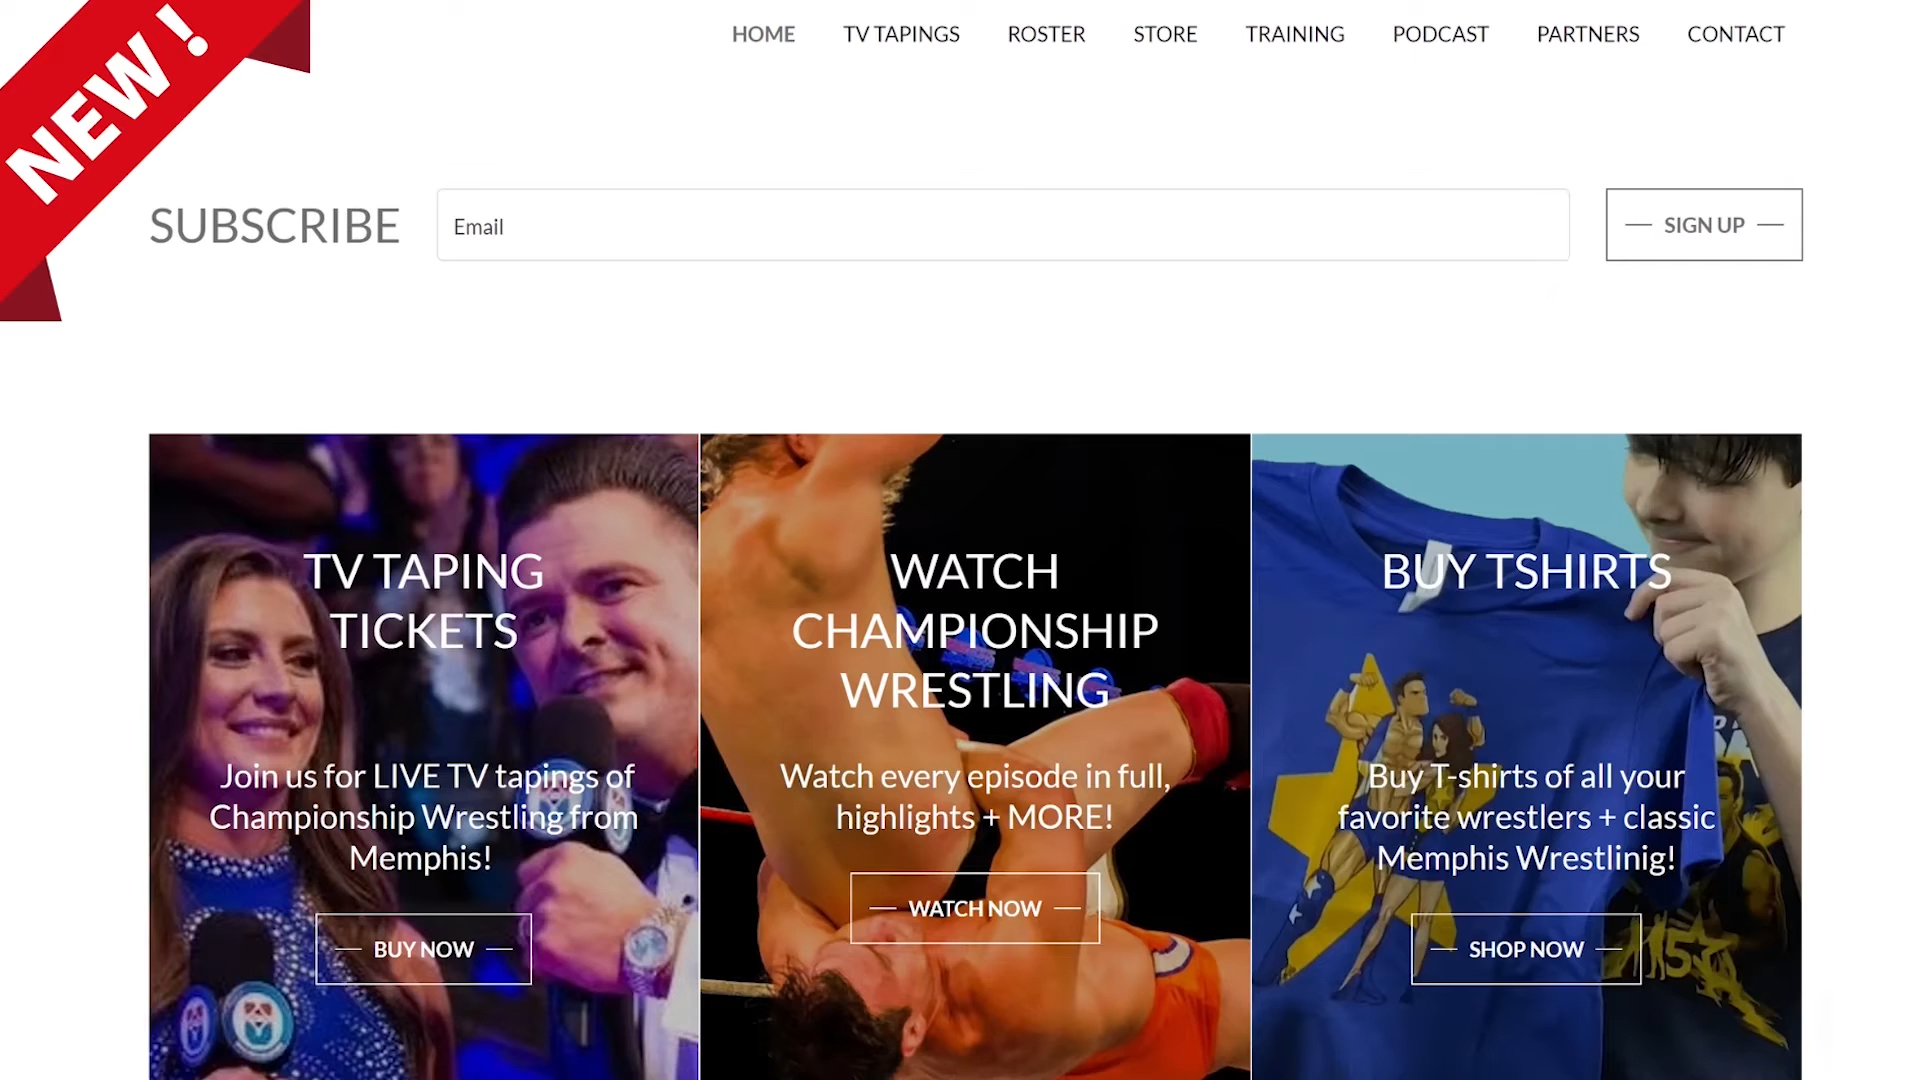 NEW !
HOME TV TAPINGS ROSTER STORE TRAINING PODCAST PARTNERS CONTACT
SUBSCRIBE Email SIGN UP
TV TAPING
TICKETS
Join us for LIVE TV tapings of
Championship Wrestling from
Memphis!
BUY NOW
WATCH
CHAMPIONSHIP
WRESTLING
Watch every episode in full,
highlights + MORE!
WATCH NOW
BUY TSHIRTS
Buy T-shirts of all your
favorite wrestlers + classic
Memphis Wrestlinig!
SHOP NOW